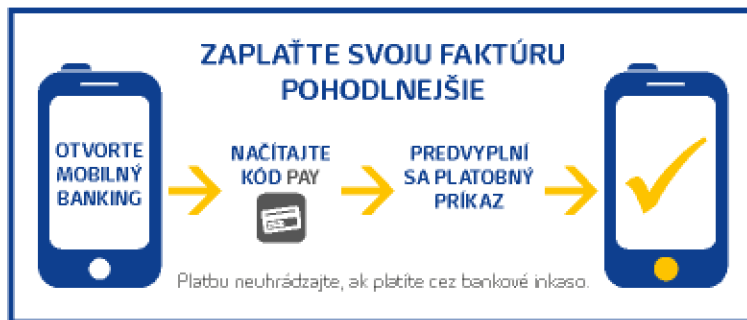 ZAPLAŤTE SVOJU FAKTÚRU
POHODLNEJŠIE
OTVORTE
MOBILNÝ
BANKING
NAČÍTAJTE
KÓD PAY
PREDVYPLNÍ
SA PLATOBNÝ
PRÍKAZ
Platbu neuhrádzajte, ak platíte cez bankové inkaso.